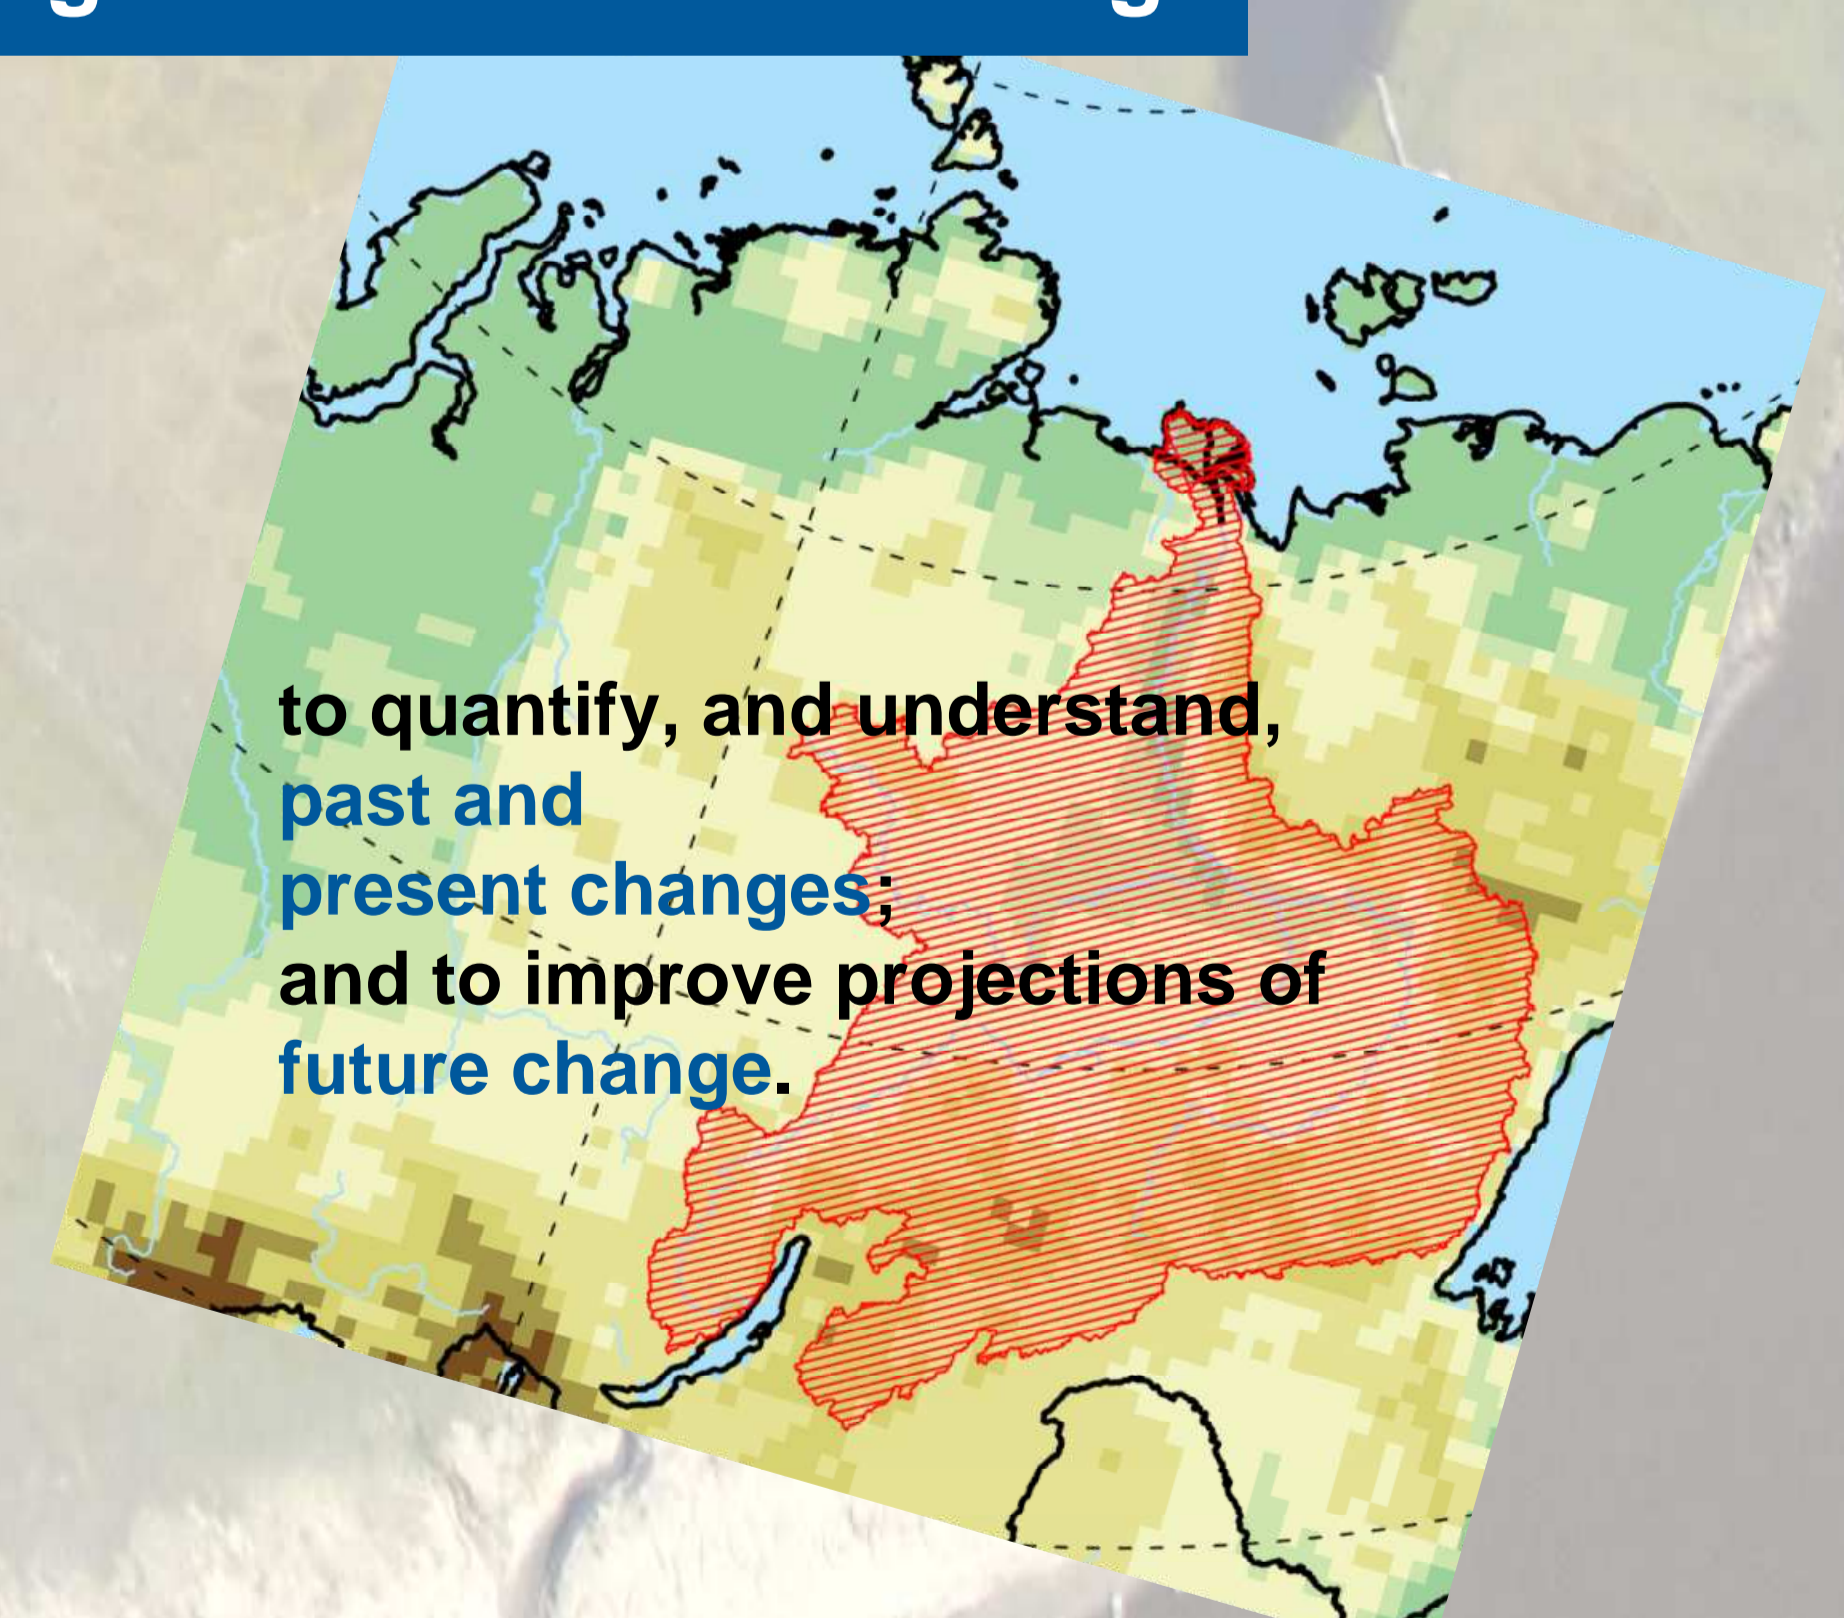 to quantify, and understand,
past and
present changes;
and to improve projections of
future change.